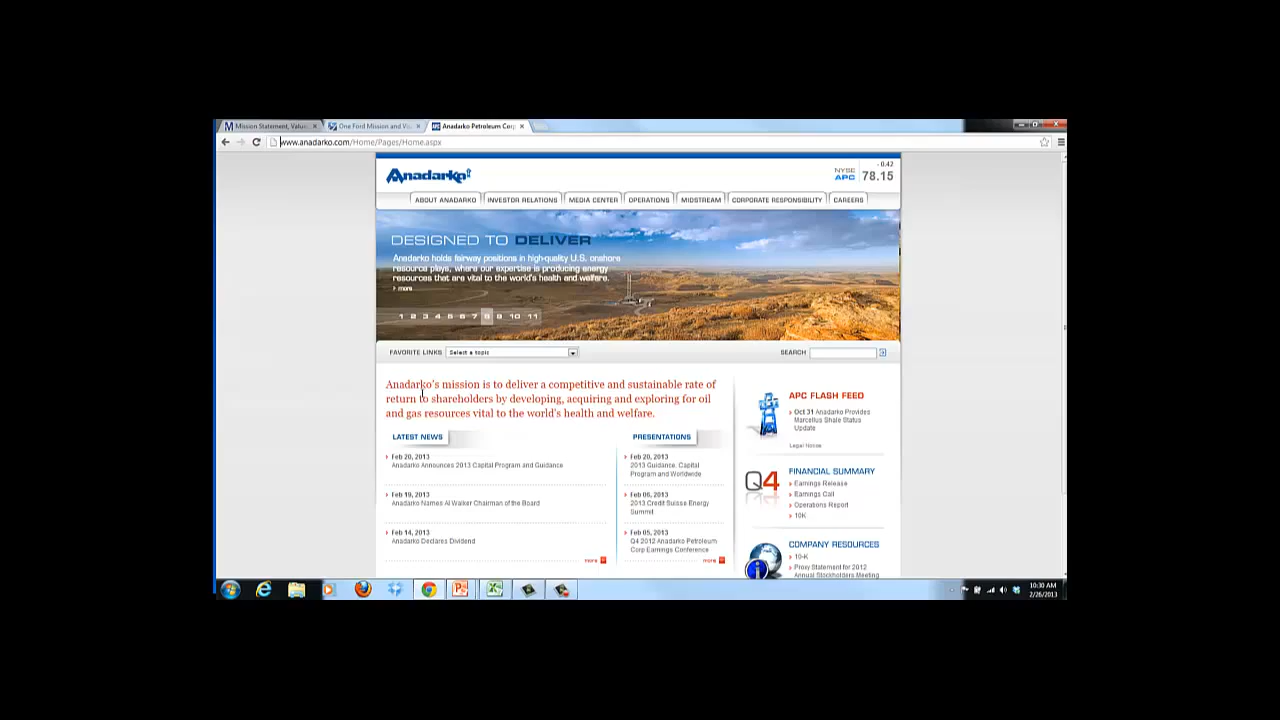 Mission Statement, Value
One Ford Mission and Vi
Anadarko Petroleum Corp
www.anadarko.com/Home/Pages/Home.aspx
Anadarko
NYSE
APC
- 0.42
78.15
ABOUT ANADARKO
INVESTOR RELATIONS
MEDIA CENTER
OPERATIONS
MIDSTREAM
CORPORATE RESPONSIBILITY
CAREERS
DESIGNED TO DELIVER
Anadarko holds fairway positions in high-quality U.S. onshore
resource plays, where our expertise is producing energy
resources that are vital to the world's health and welfare.
more
1 2 3 4 5 6 7 8 9 10 11
FAVORITE LINKS
Select a topic
SEARCH
Anadarko's mission is to deliver a competitive and sustainable rate of
return to shareholders by developing, acquiring and exploring for oil
and gas resources vital to the world's health and welfare.
LATEST NEWS
Feb 20, 2013
Anadarko Announces 2013 Capital Program and Guidance
Feb 19, 2013
Anadarko Names Al Walker Chairman of the Board
Feb 14, 2013
Anadarko Declares Dividend
more
PRESENTATIONS
Feb 20, 2013
2013 Guidance, Capital
Program and Worldwide
Feb 06, 2013
2013 Credit Suisse Energy
Summit
Feb 05, 2013
Q4 2012 Anadarko Petroleum
Corp Earnings Conference
more
APC FLASH FEED
Oct 31 Anadarko Provides
Marcellus Shale Status
Update
Legal Notice
Q4
FINANCIAL SUMMARY
Earnings Release
Earnings Call
Operations Report
10K
COMPANY RESOURCES
10-K
Proxy Statement for 2012
Annual Stockholders Meeting
10:30 AM
2/26/2013